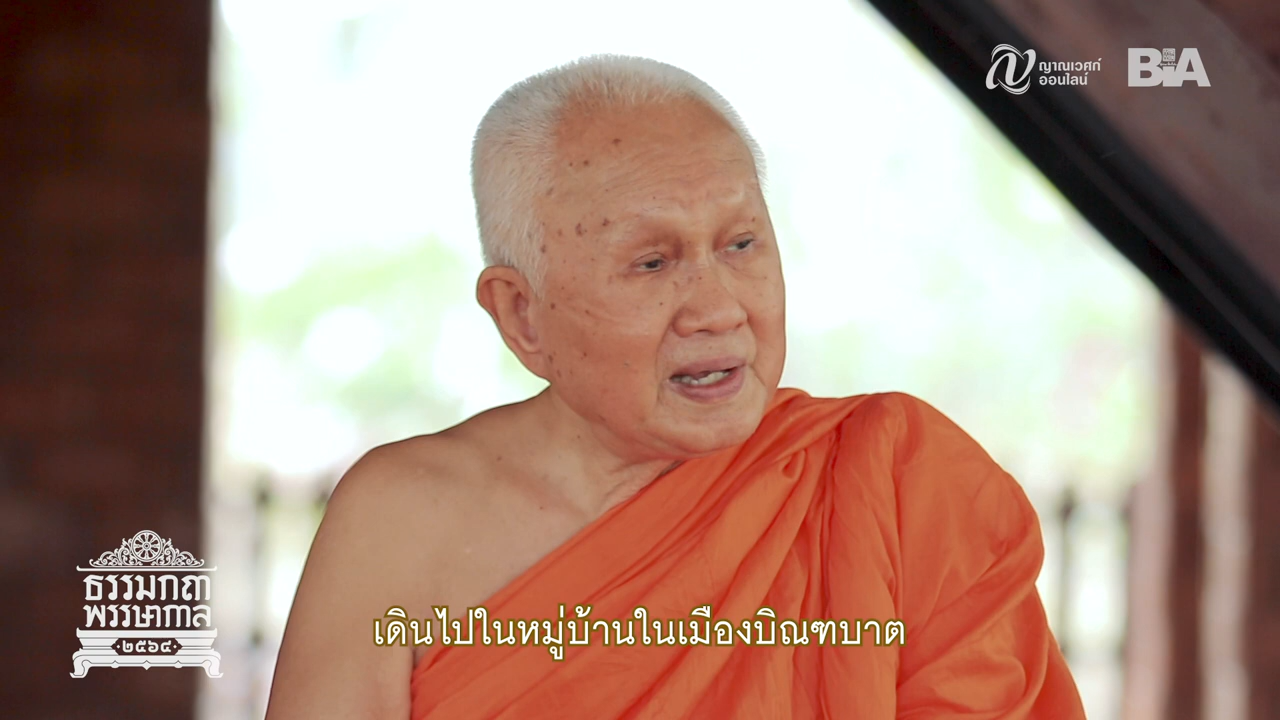 ญาณเวศก์
ออนไลน์
BIA
ธรรมกถา
พรรษากาล
๒๕๖๔
เดินไปในหมู่บ้านในเมืองบิณฑบาต